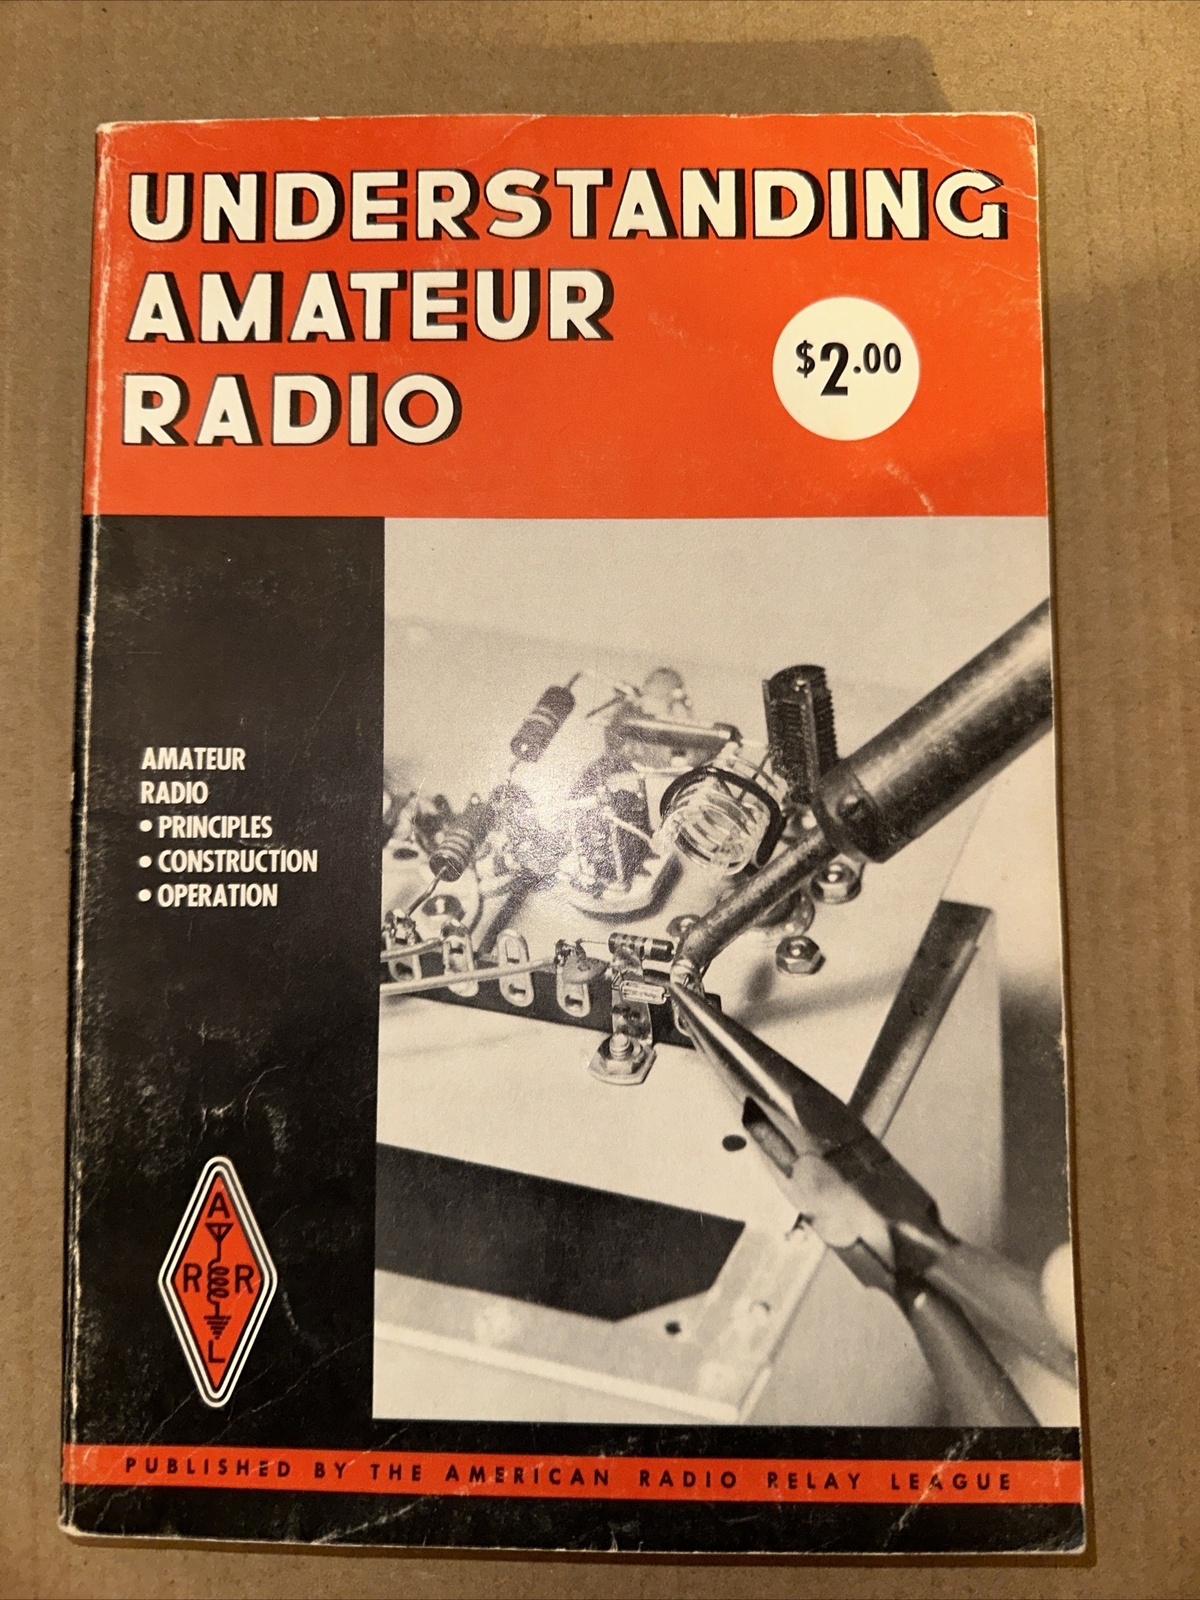 UNDERSTANDING
AMATEUR
RADIO
$2.00
AMATEUR
RADIO
• PRINCIPLES
• CONSTRUCTION
• OPERATION
A
R R
L
PUBLISHED BY THE AMERICAN RADIO RELAY LEAGUE